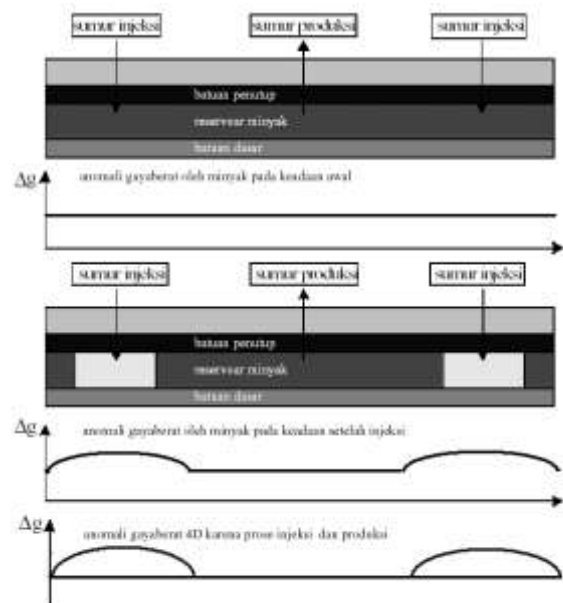 sumur injeksi sumur produksi sumur injeksi
batuan penutup
reservoar minyak
batuan dasar
Δg
anomali gayaberat oleh minyak pada keadaan awal
sumur injeksi sumur produksi sumur injeksi
batuan penutup
reservoar minyak
batuan dasar
Δg
anomali gayaberat oleh minyak pada keadaan setelah injeksi
Δg
anomali gayaberat 4D karena prose injeksi dan produksi